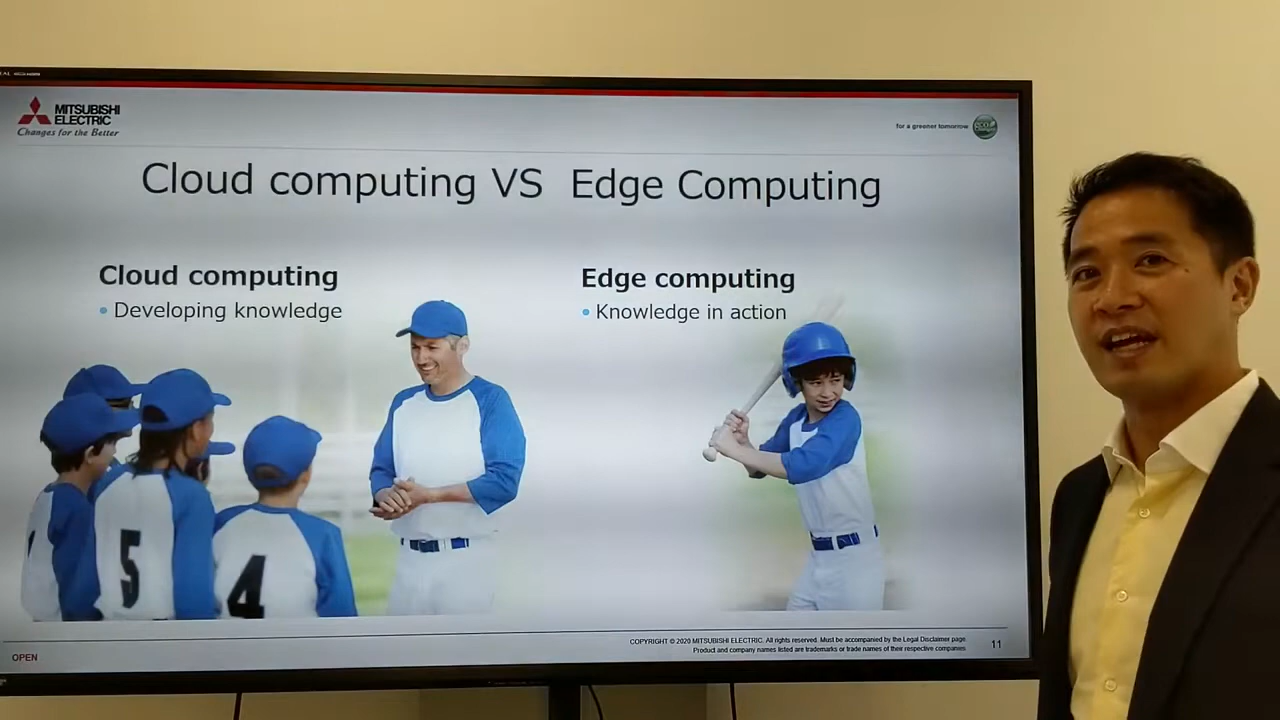 MITSUBISHI
ELECTRIC
Changes for the Better
for a greener tomorrow
eco
Cloud computing VS Edge Computing
Cloud computing
• Developing knowledge
Edge computing
• Knowledge in action
5
4
OPEN
COPYRIGHT © 2020 MITSUBISHI ELECTRIC. All rights reserved. Must be accompanied by the Legal Disclaimer page.
Product and company names listed are trademarks or trade names of their respective companies.
11